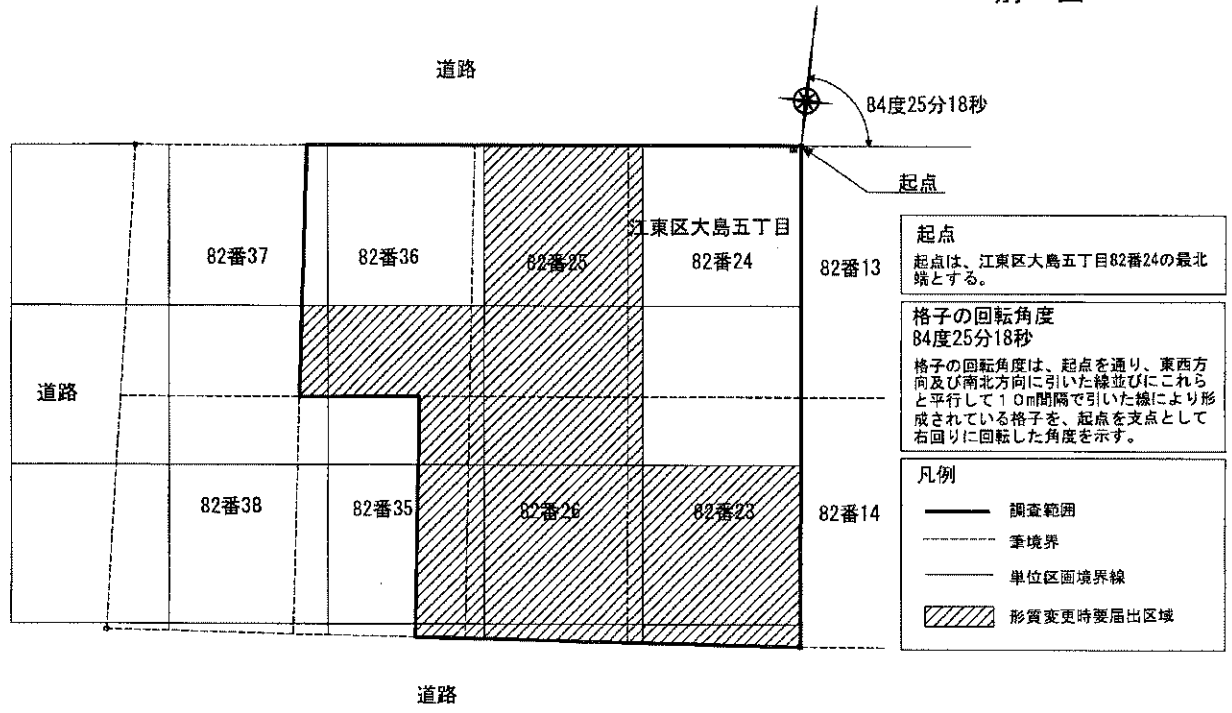 道路
84度25分18秒
起点
江東区大島五丁目
82番37
82番36
82番25
82番24
82番13
道路
82番38
82番35
82番26
82番23
82番14
道路
起点
起点は、江東区大島五丁目82番24の最北
端とする。
格子の回転角度
84度25分18秒
格子の回転角度は、起点を通り、東西方
向及び南北方向に引いた線並びにこれら
と平行して10m間隔で引いた線により形
成されている格子を、起点を支点として
右回りに回転した角度を示す。
凡例
調査範囲
筆境界
単位区画境界線
形質変更時要届出区域